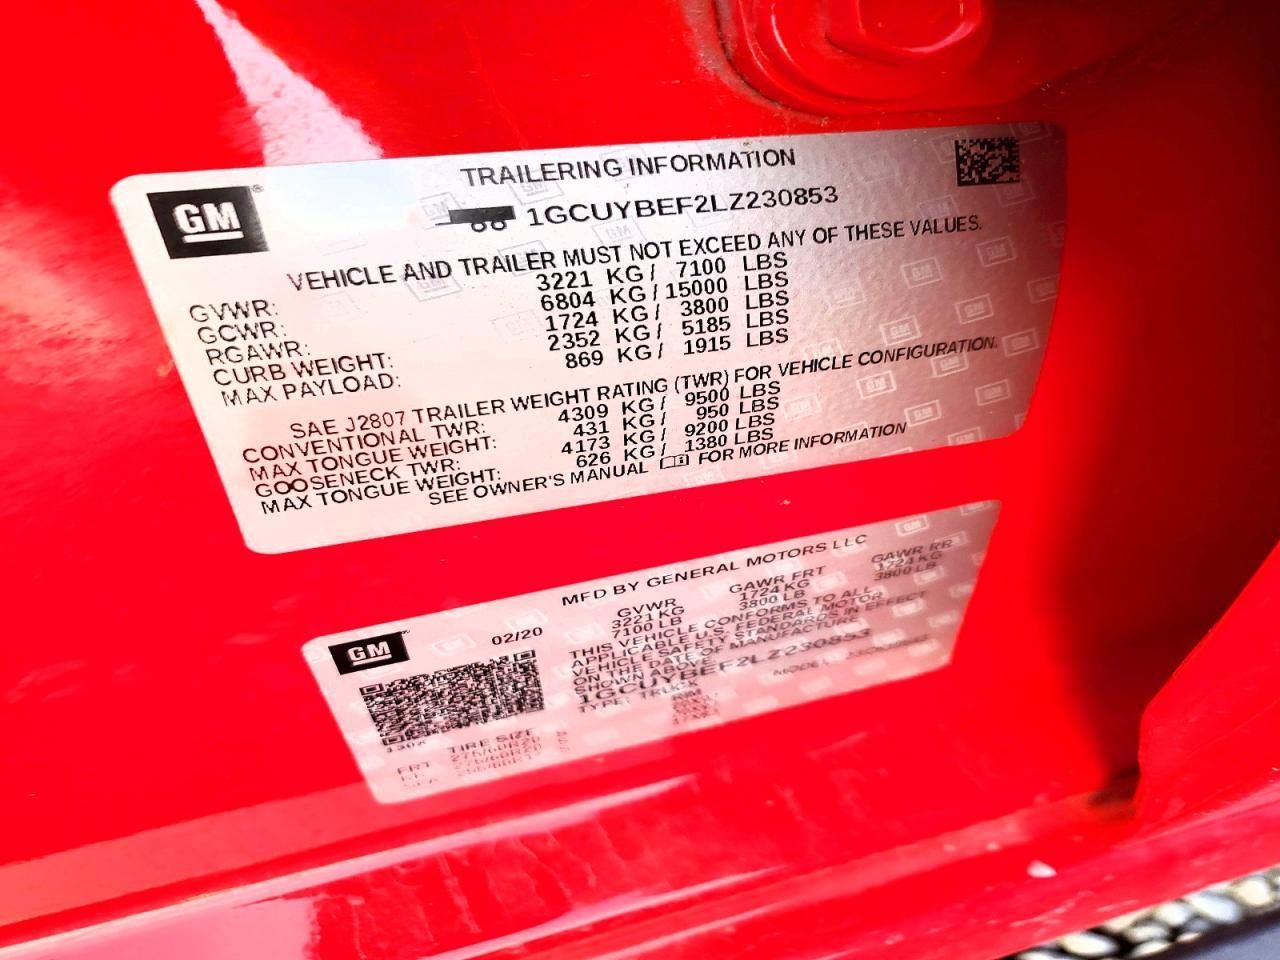 GM
TRAILERING INFORMATION
1GCUYBEF2LZ230853
VEHICLE AND TRAILER MUST NOT EXCEED ANY OF THESE VALUES.
GVWR: 3221 KG / 7100 LBS
GCWR: 6804 KG / 15000 LBS
RGAWR: 1724 KG / 3800 LBS
CURB WEIGHT: 2352 KG / 5185 LBS
MAX PAYLOAD: 869 KG / 1915 LBS
SAE J2807 TRAILER WEIGHT RATING (TWR) FOR VEHICLE CONFIGURATION.
CONVENTIONAL TWR: 4309 KG / 9500 LBS
MAX TONGUE WEIGHT: 431 KG / 950 LBS
GOOSENECK TWR: 4173 KG / 9200 LBS
MAX TONGUE WEIGHT: 626 KG / 1380 LBS
SEE OWNER'S MANUAL FOR MORE INFORMATION
GM
MFD BY GENERAL MOTORS LLC
02/20
GVWR GAWR FRT GAWR RR
3221 KG 1724 KG 1724 KG
7100 LB 3800 LB 3800 LB
THIS VEHICLE CONFORMS TO ALL
APPLICABLE U.S. FEDERAL MOTOR
VEHICLE SAFETY STANDARDS IN EFFECT
ON THE DATE OF MANUFACTURE
SHOWN ABOVE
1GCUYBEF2LZ230853
TYPE: TRUCK
TIRE SIZE RIM
FRT 275/60R20
275/60R20